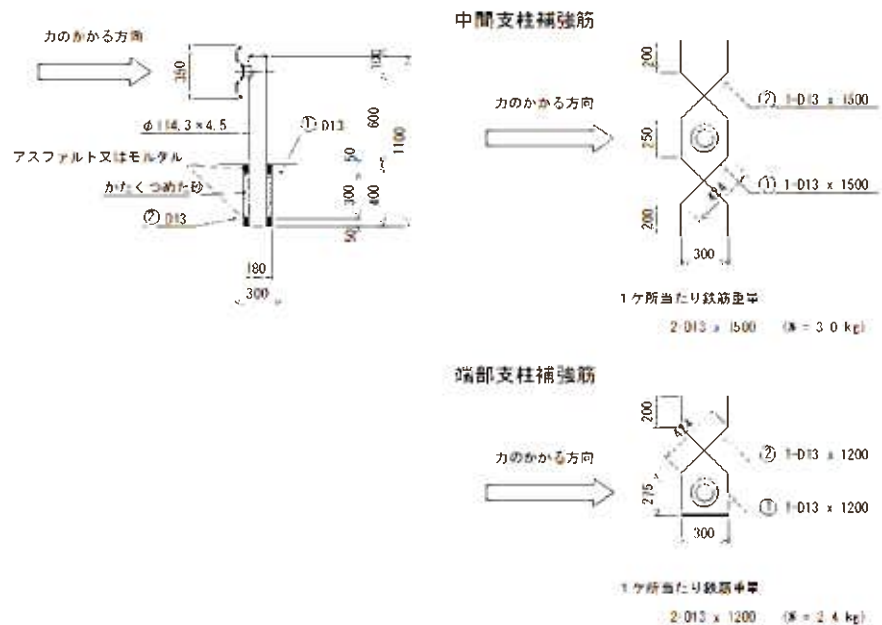 力のかかる方向
350
100
φ114.3×4.5
① D13
600
1100
アスファルト又はモルタル
50
かたくつめた砂
300
400
② D13
50
180
300
中間支柱補強筋
力のかかる方向
200
② 1-D13 x 1500
250
① 1-D13 x 1500
424
200
300
1ケ所当たり鉄筋重量
2-D13 x 1500 (W = 3.0 kg)
端部支柱補強筋
力のかかる方向
200
424
② 1-D13 x 1200
275
① 1-D13 x 1200
300
1ケ所当たり鉄筋重量
2-D13 x 1200 (W = 2.4 kg)